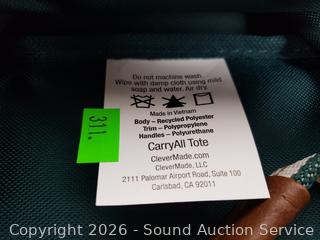 Do not machine wash.
Wipe with damp cloth using mild
soap and water. Air dry.
Made in Vietnam
Body – Recycled Polyester
Trim – Polypropylene
Handles – Polyurethane
CarryAll Tote
CleverMade.com
CleverMade, LLC
2111 Palomar Airport Road, Suite 100
Carlsbad, CA 92011
311.
Copyright 2026 - Sound Auction Service